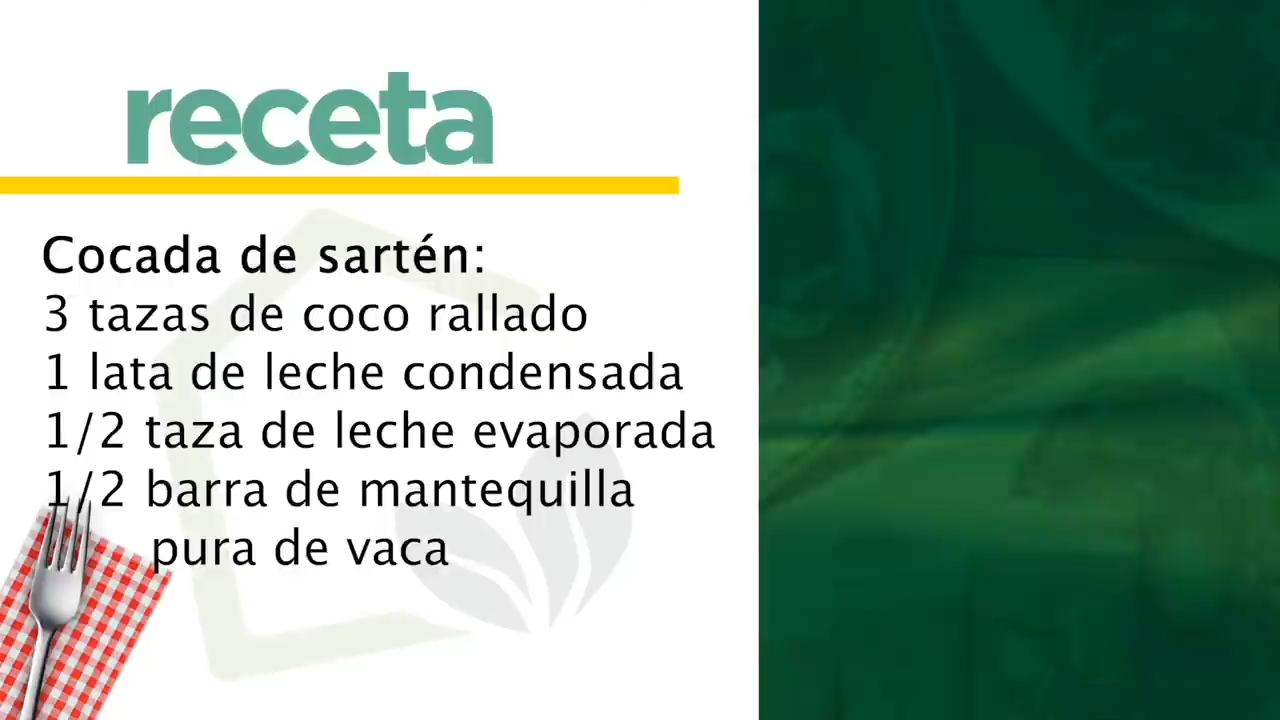 receta
Cocada de sartén:
3 tazas de coco rallado
1 lata de leche condensada
1/2 taza de leche evaporada
1/2 barra de mantequilla
pura de vaca